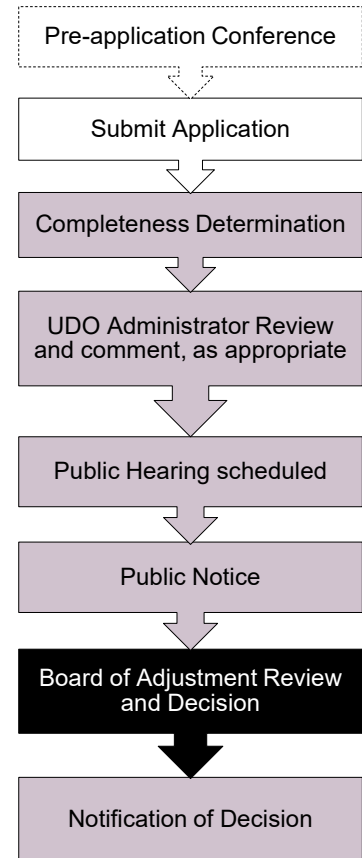 Pre-application Conference
Submit Application
Completeness Determination
UDO Administrator Review
and comment, as appropriate
Public Hearing scheduled
Public Notice
Board of Adjustment Review
and Decision
Notification of Decision